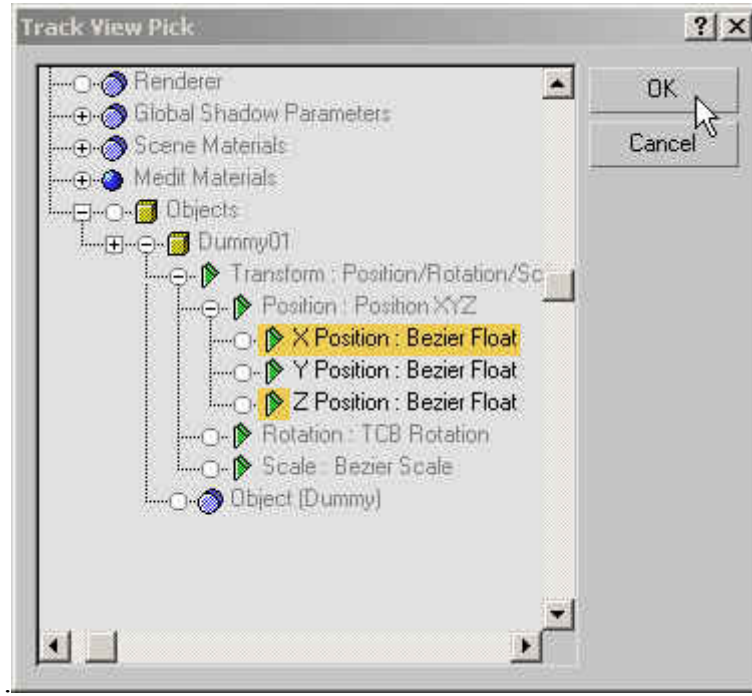 Track View Pick
Renderer
Global Shadow Parameters
Scene Materials
Medit Materials
Objects
Dummy01
Transform : Position/Rotation/Sc
Position : Position XYZ
X Position : Bezier Float
Y Position : Bezier Float
Z Position : Bezier Float
Rotation : TCB Rotation
Scale : Bezier Scale
Object (Dummy)
OK
Cancel